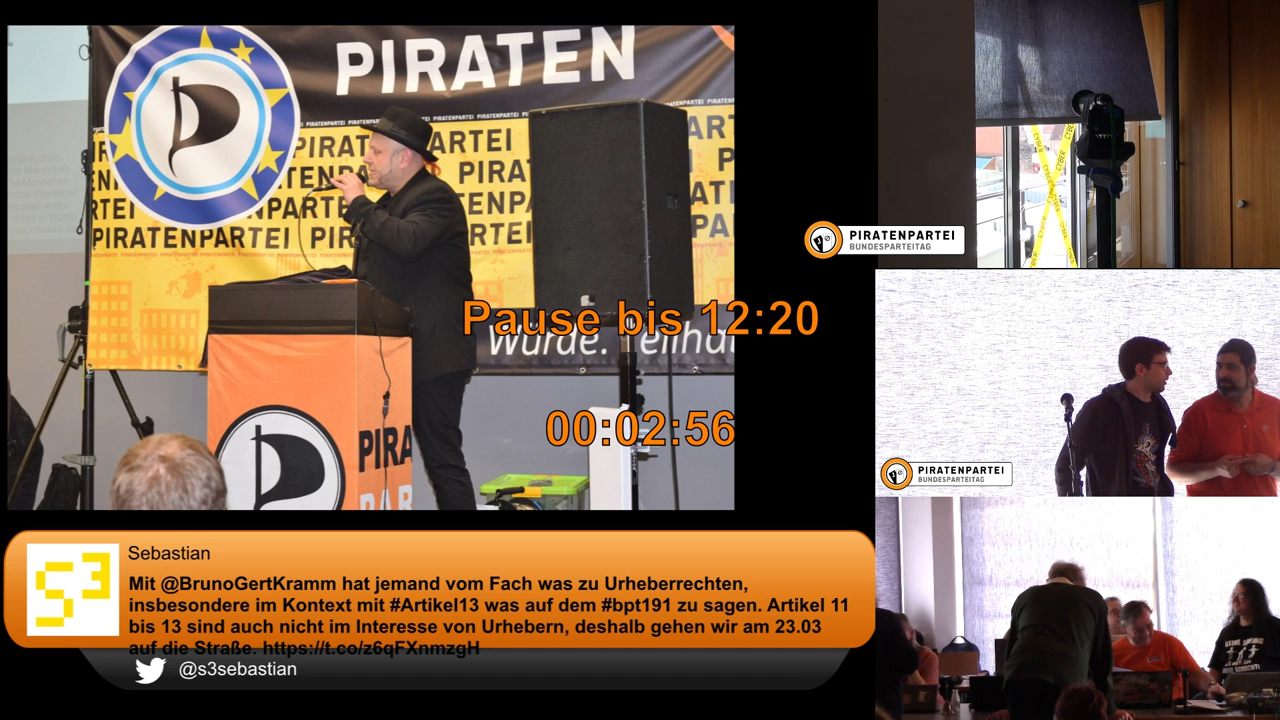 PIRATEN
PIRATENPARTEI
PIRATENPARTEI
Würde.
PIRA
Pause bis 12:20
00:02:56
CYBER
PIRATENPARTEI
BUNDESPARTEITAG
PIRATENPARTEI
BUNDESPARTEITAG
Sebastian
Mit @BrunoGertKramm hat jemand vom Fach was zu Urheberrechten,
insbesondere im Kontext mit #Artikel13 was auf dem #bpt191 zu sagen. Artikel 11
bis 13 sind auch nicht im Interesse von Urhebern, deshalb gehen wir am 23.03
auf die Straße. https://t.co/z6qFXnmzgH
@s3sebastian